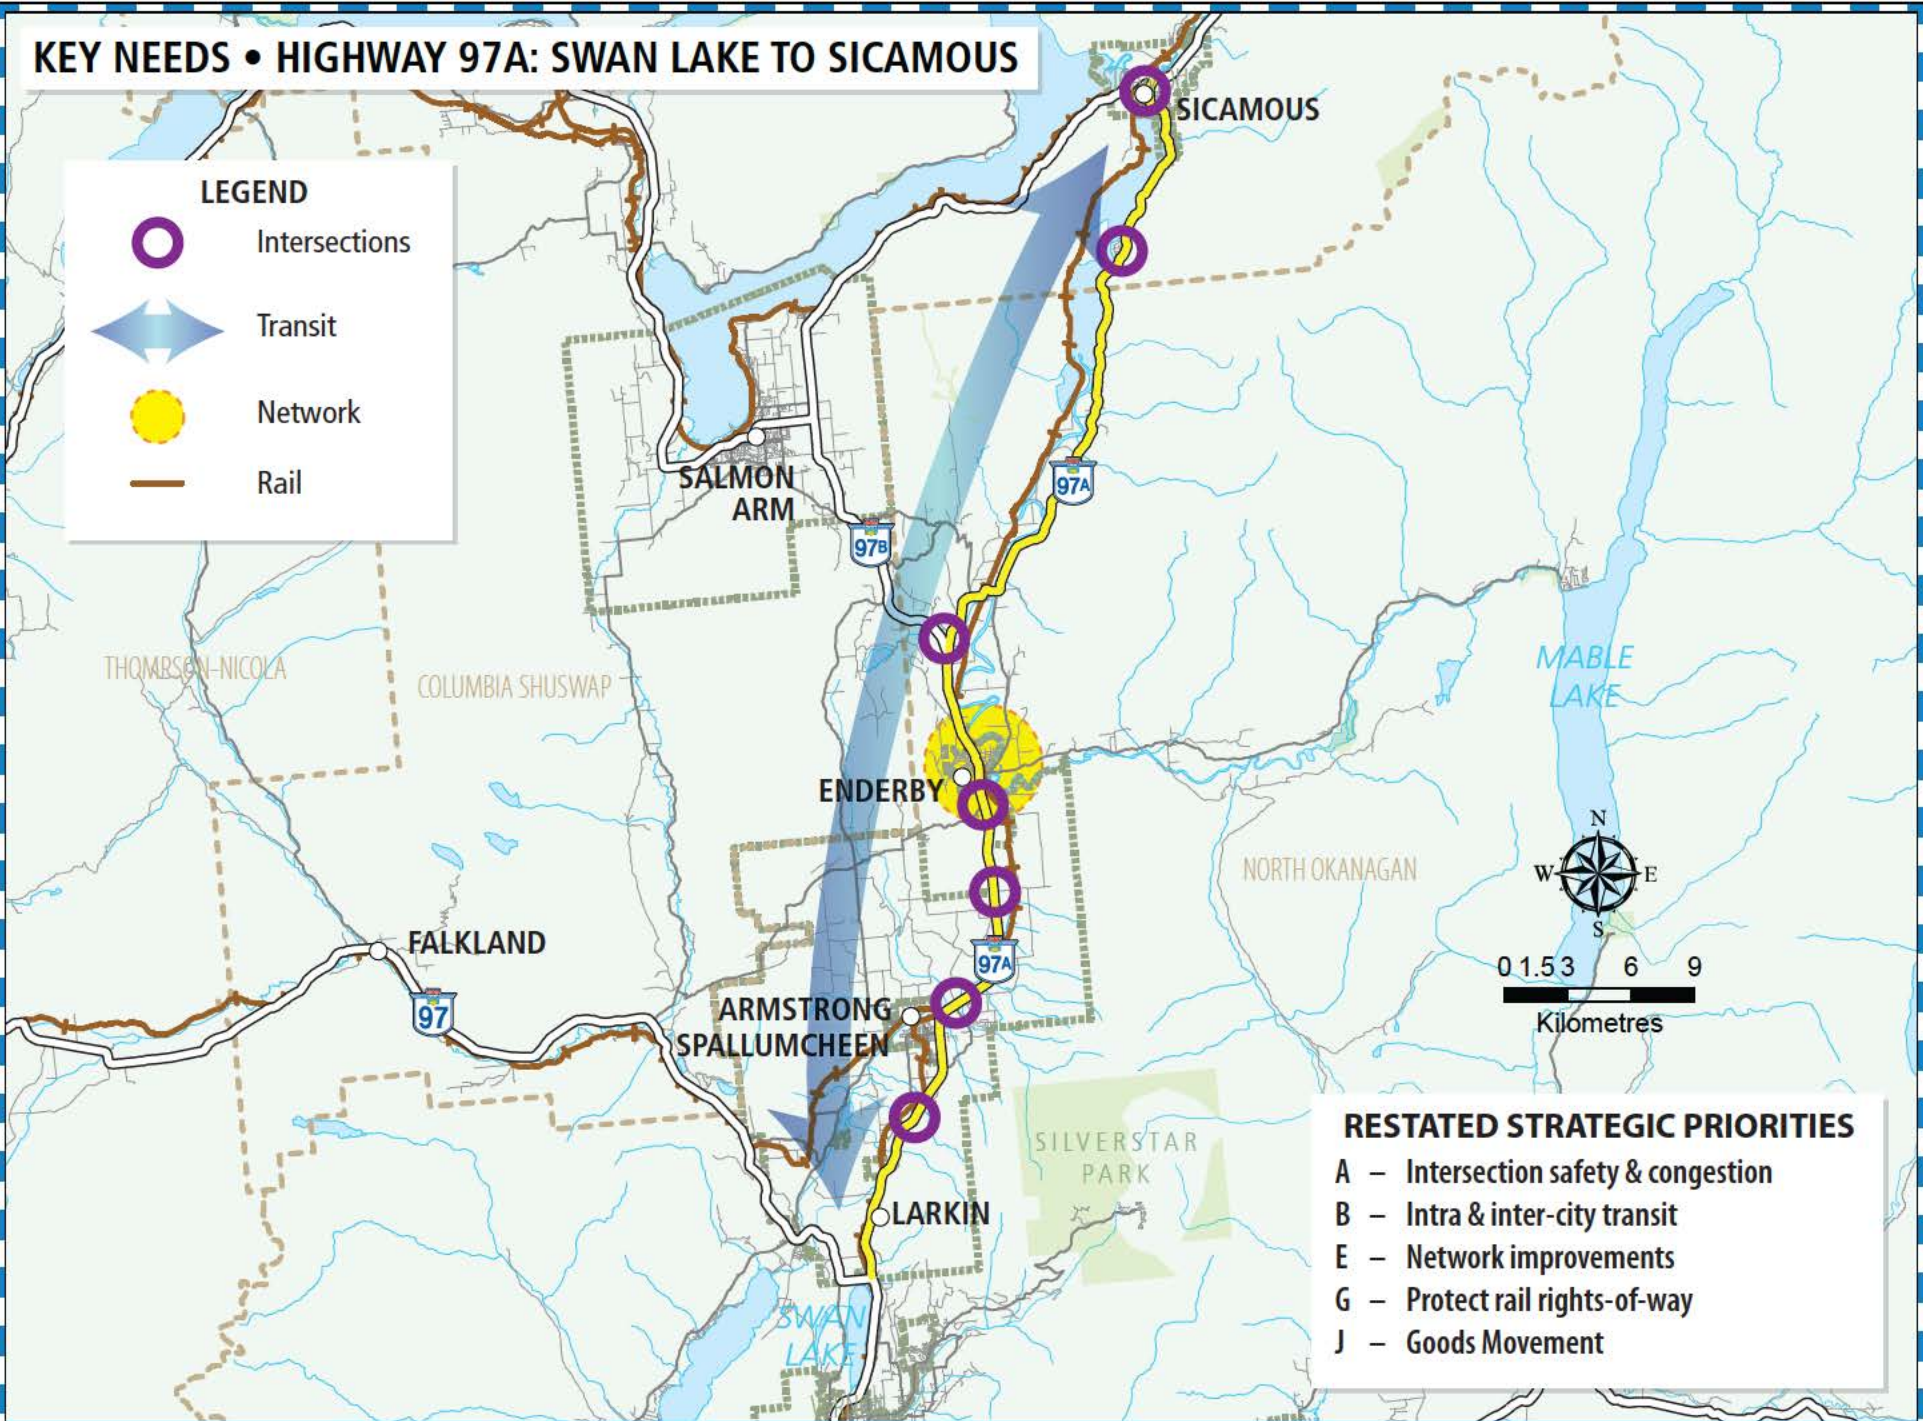 KEY NEEDS • HIGHWAY 97A: SWAN LAKE TO SICAMOUS
SICAMOUS
LEGEND
Intersections
Transit
Network
Rail
SALMON
ARM
97A
97B
THOMPSON-NICOLA
COLUMBIA SHUSWAP
MABLE
LAKE
ENDERBY
NORTH OKANAGAN
N
W
E
S
FALKLAND
97
97A
0 1.5 3 6 9
Kilometres
ARMSTRONG
SPALLUMCHEEN
SILVERSTAR
PARK
LARKIN
SWAN
LAKE
RESTATED STRATEGIC PRIORITIES
A – Intersection safety & congestion
B – Intra & inter-city transit
E – Network improvements
G – Protect rail rights-of-way
J – Goods Movement